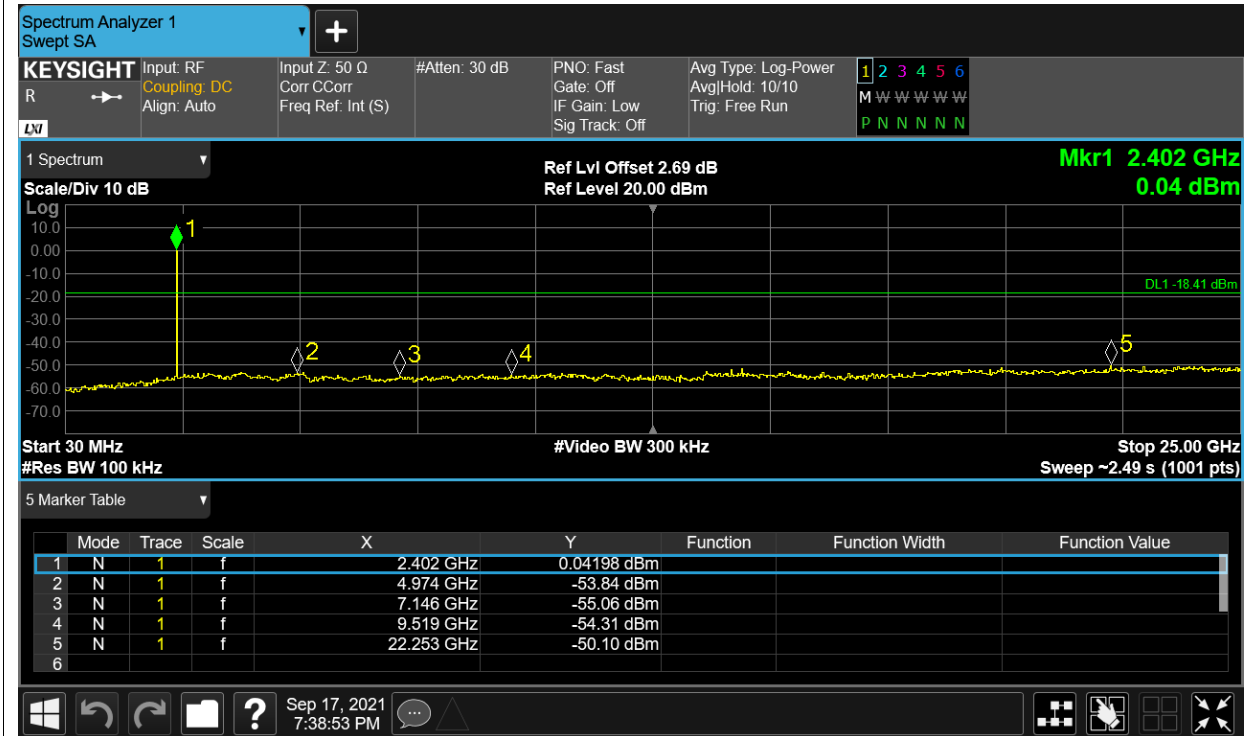 Spectrum Analyzer 1
Swept SA
+
KEYSIGHT
R
LXI
Input: RF
Coupling: DC
Align: Auto
Input Z: 50 Ω
Corr CCorr
Freq Ref: Int (S)
#Atten: 30 dB
PNO: Fast
Gate: Off
IF Gain: Low
Sig Track: Off
Avg Type: Log-Power
Avg|Hold: 10/10
Trig: Free Run
1 2 3 4 5 6
M W W W W W
P N N N N N
1 Spectrum
Scale/Div 10 dB
Ref Lvl Offset 2.69 dB
Ref Level 20.00 dBm
Mkr1 2.402 GHz
0.04 dBm
Log
10.0
0.00
-10.0
-20.0
-30.0
-40.0
-50.0
-60.0
-70.0
1
2
3
4
5
DL1 -18.41 dBm
Start 30 MHz
#Video BW 300 kHz
Stop 25.00 GHz
#Res BW 100 kHz
Sweep ~2.49 s (1001 pts)
5 Marker Table
Mode Trace Scale X Y Function Function Width Function Value
1 N 1 f 2.402 GHz 0.04198 dBm
2 N 1 f 4.974 GHz -53.84 dBm
3 N 1 f 7.146 GHz -55.06 dBm
4 N 1 f 9.519 GHz -54.31 dBm
5 N 1 f 22.253 GHz -50.10 dBm
6
?
Sep 17, 2021
7:38:53 PM